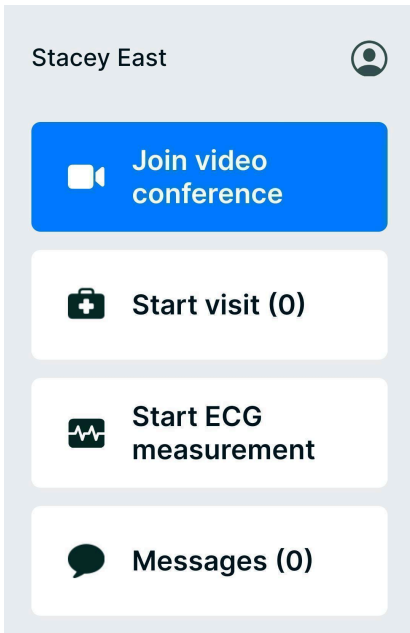 Stacey East
Join video
conference
Start visit (0)
Start ECG
measurement
Messages (0)